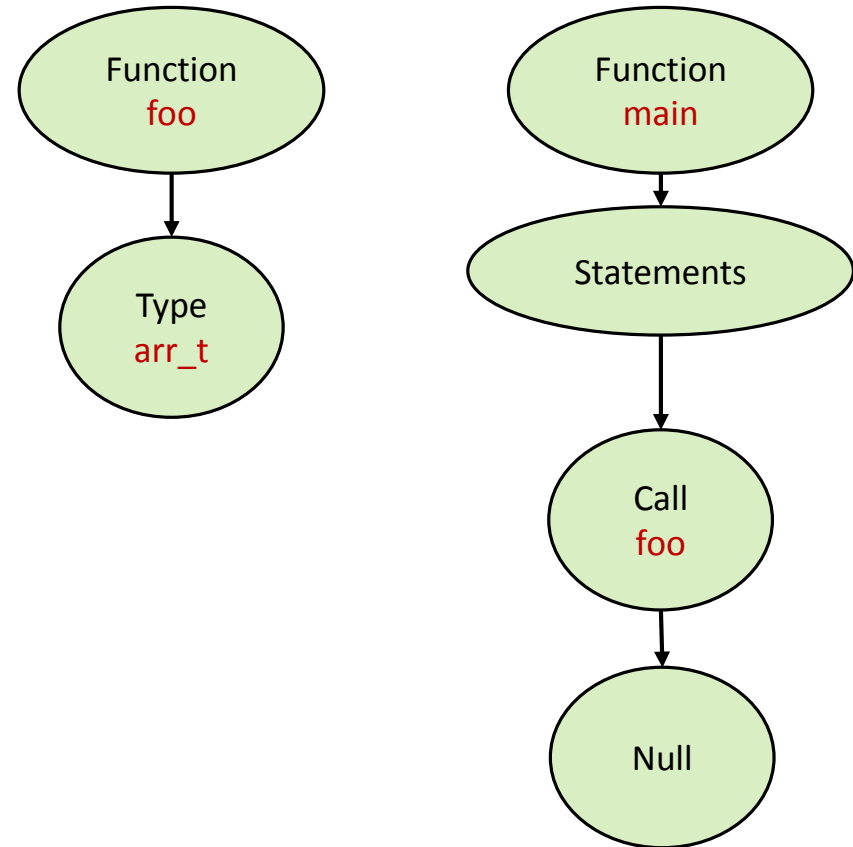 Function
foo
Type
arr_t
Function
main
Statements
Call
foo
Null